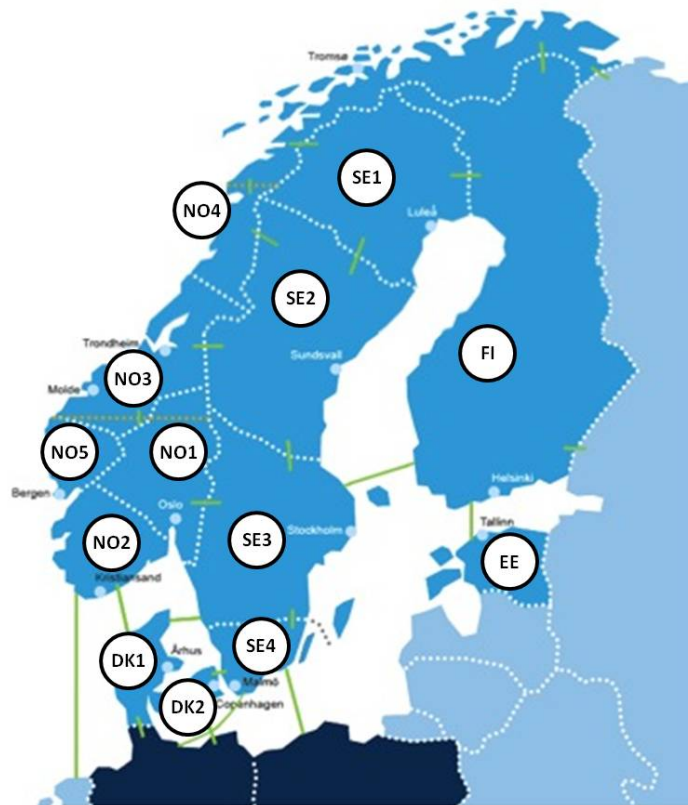 Tromsø
SE1
NO4
Luleå
SE2
Trondheim
Sundsvall
FI
NO3
Molde
NO5
NO1
Bergen
Helsinki
Oslo
Tallinn
Stockholm
SE3
NO2
EE
Kristiansand
SE4
Århus
DK1
Malmö
DK2
Copenhagen